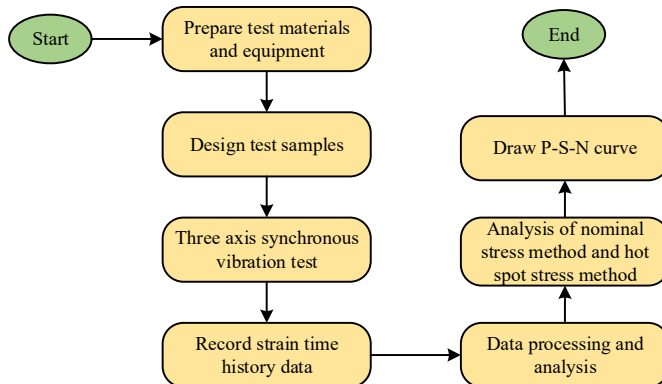 Start
Prepare test materials
and equipment
Design test samples
Three axis synchronous
vibration test
Record strain time
history data
Data processing and
analysis
Analysis of nominal
stress method and hot
spot stress method
Draw P-S-N curve
End